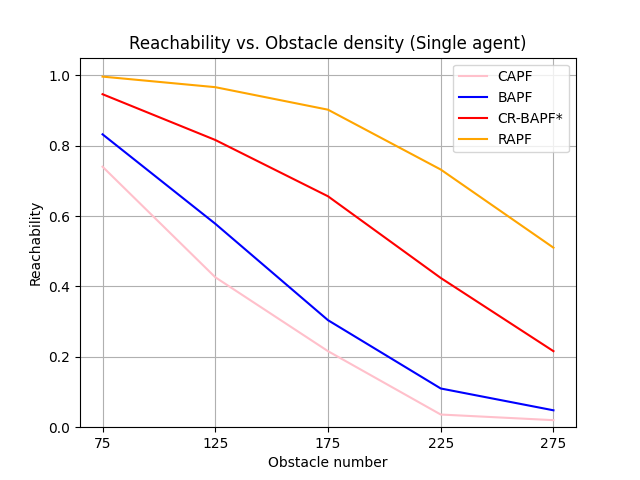 Reachability vs. Obstacle density (Single agent)
CAPF
BAPF
CR-BAPF*
RAPF
Reachability
1.0
0.8
0.6
0.4
0.2
0.0
75
125
175
225
275
Obstacle number